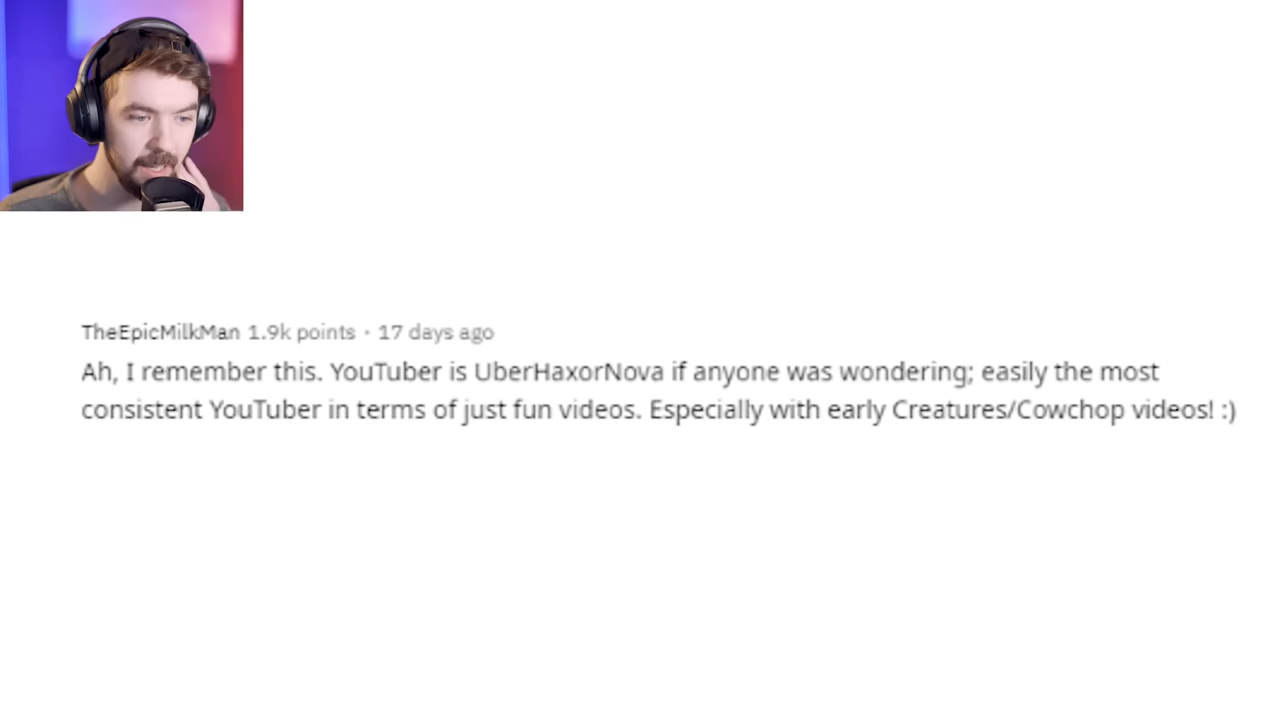 TheEpicMilkMan 1.9k points · 17 days ago
Ah, I remember this. YouTuber is UberHaxorNova if anyone was wondering; easily the most
consistent YouTuber in terms of just fun videos. Especially with early Creatures/Cowchop videos! :)